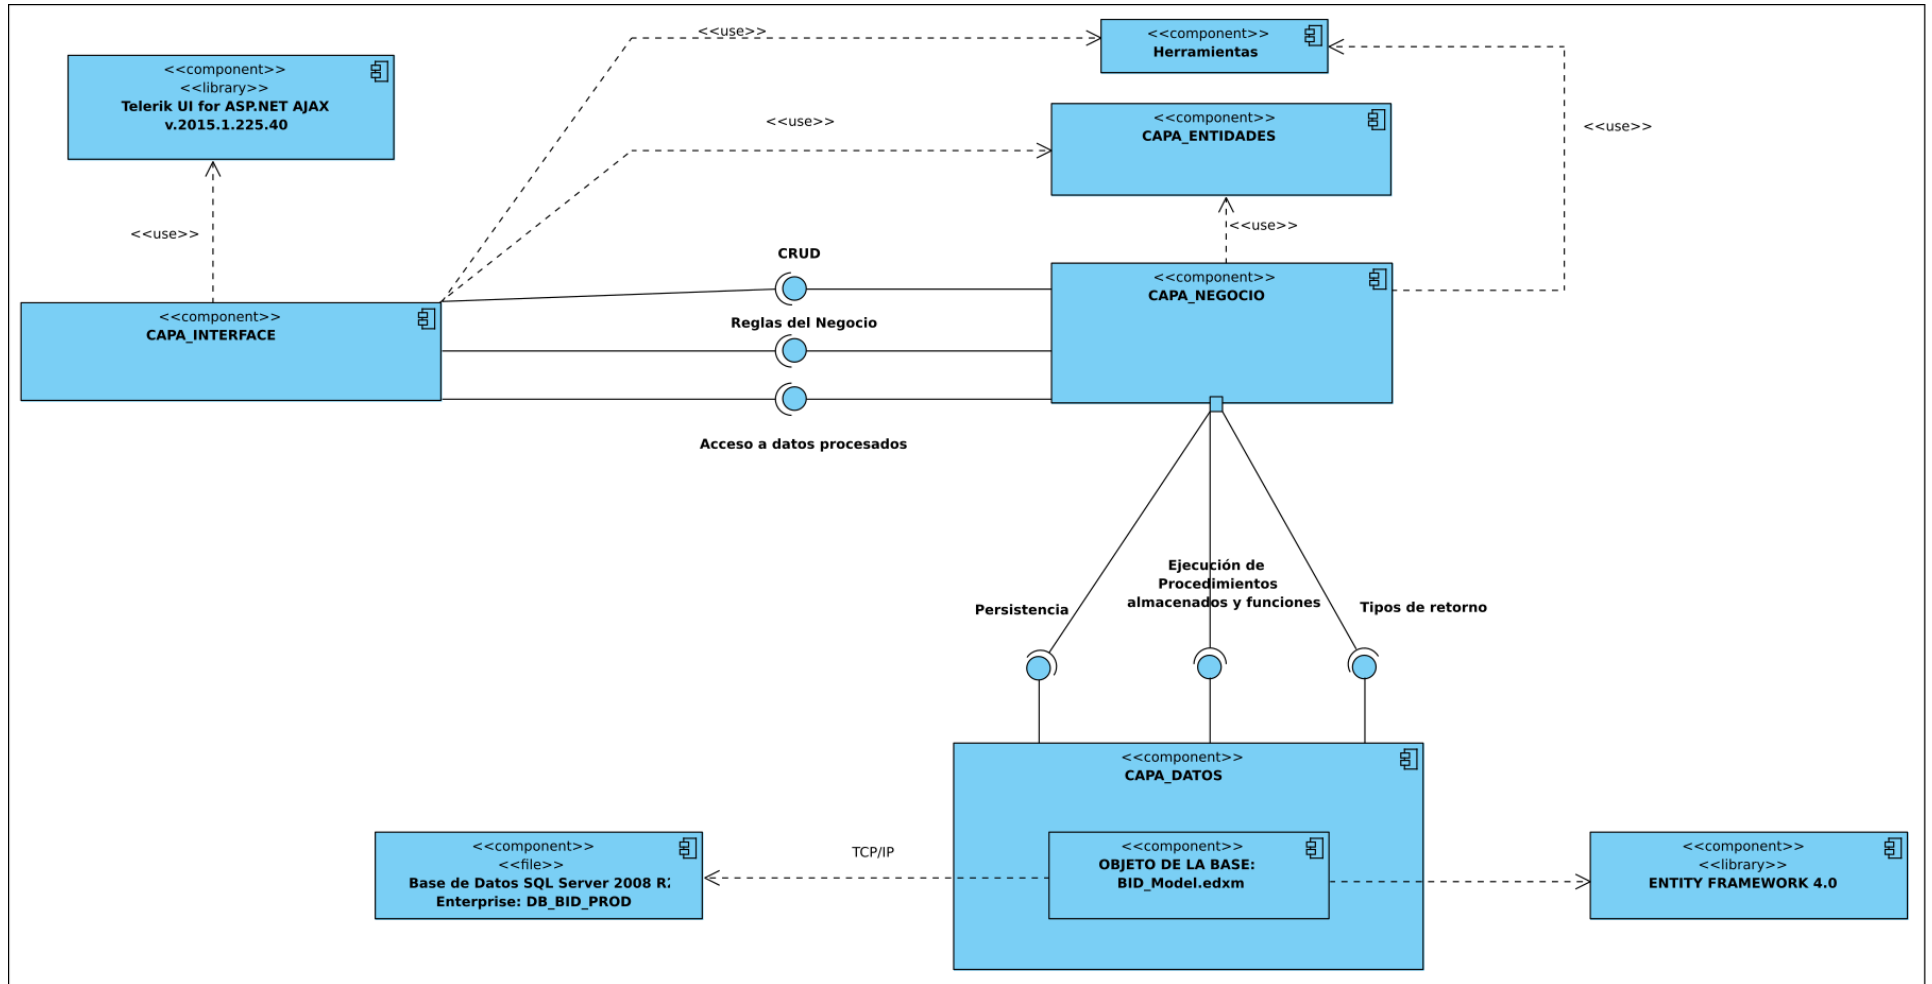 <<use>>
<<component>>
Herramientas
<<component>>
<<library>>
Telerik UI for ASP.NET AJAX
v.2015.1.225.40
<<use>>
<<component>>
CAPA_ENTIDADES
<<use>>
<<use>>
<<use>>
CRUD
<<component>>
CAPA_NEGOCIO
<<component>>
CAPA_INTERFACE
Reglas del Negocio
Acceso a datos procesados
Persistencia
Ejecución de
Procedimientos
almacenados y funciones
Tipos de retorno
<<component>>
CAPA_DATOS
<<component>>
<<file>>
Base de Datos SQL Server 2008 R2
Enterprise: DB_BID_PROD
TCP/IP
<<component>>
OBJETO DE LA BASE:
BID_Model.edxm
<<component>>
<<library>>
ENTITY FRAMEWORK 4.0